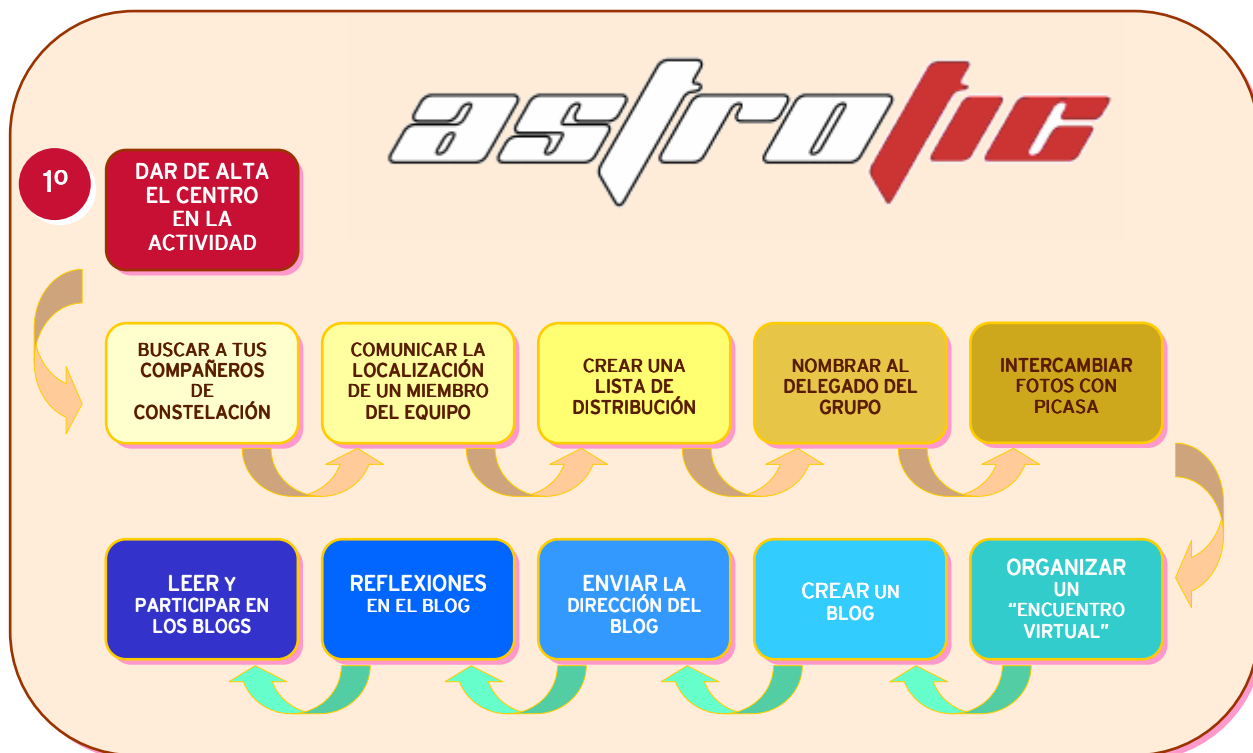 astrotic
1º
DAR DE ALTA
EL CENTRO
EN LA
ACTIVIDAD
BUSCAR A TUS
COMPAÑEROS
DE
CONSTELACIÓN
COMUNICAR LA
LOCALIZACIÓN
DE UN MIEMBRO
DEL EQUIPO
CREAR UNA
LISTA DE
DISTRIBUCIÓN
NOMBRAR AL
DELEGADO DEL
GRUPO
INTERCAMBIAR
FOTOS CON
PICASA
ORGANIZAR
UN
“ENCUENTRO
VIRTUAL”
CREAR UN
BLOG
ENVIAR LA
DIRECCIÓN DEL
BLOG
REFLEXIONES
EN EL BLOG
LEER Y
PARTICIPAR EN
LOS BLOGS